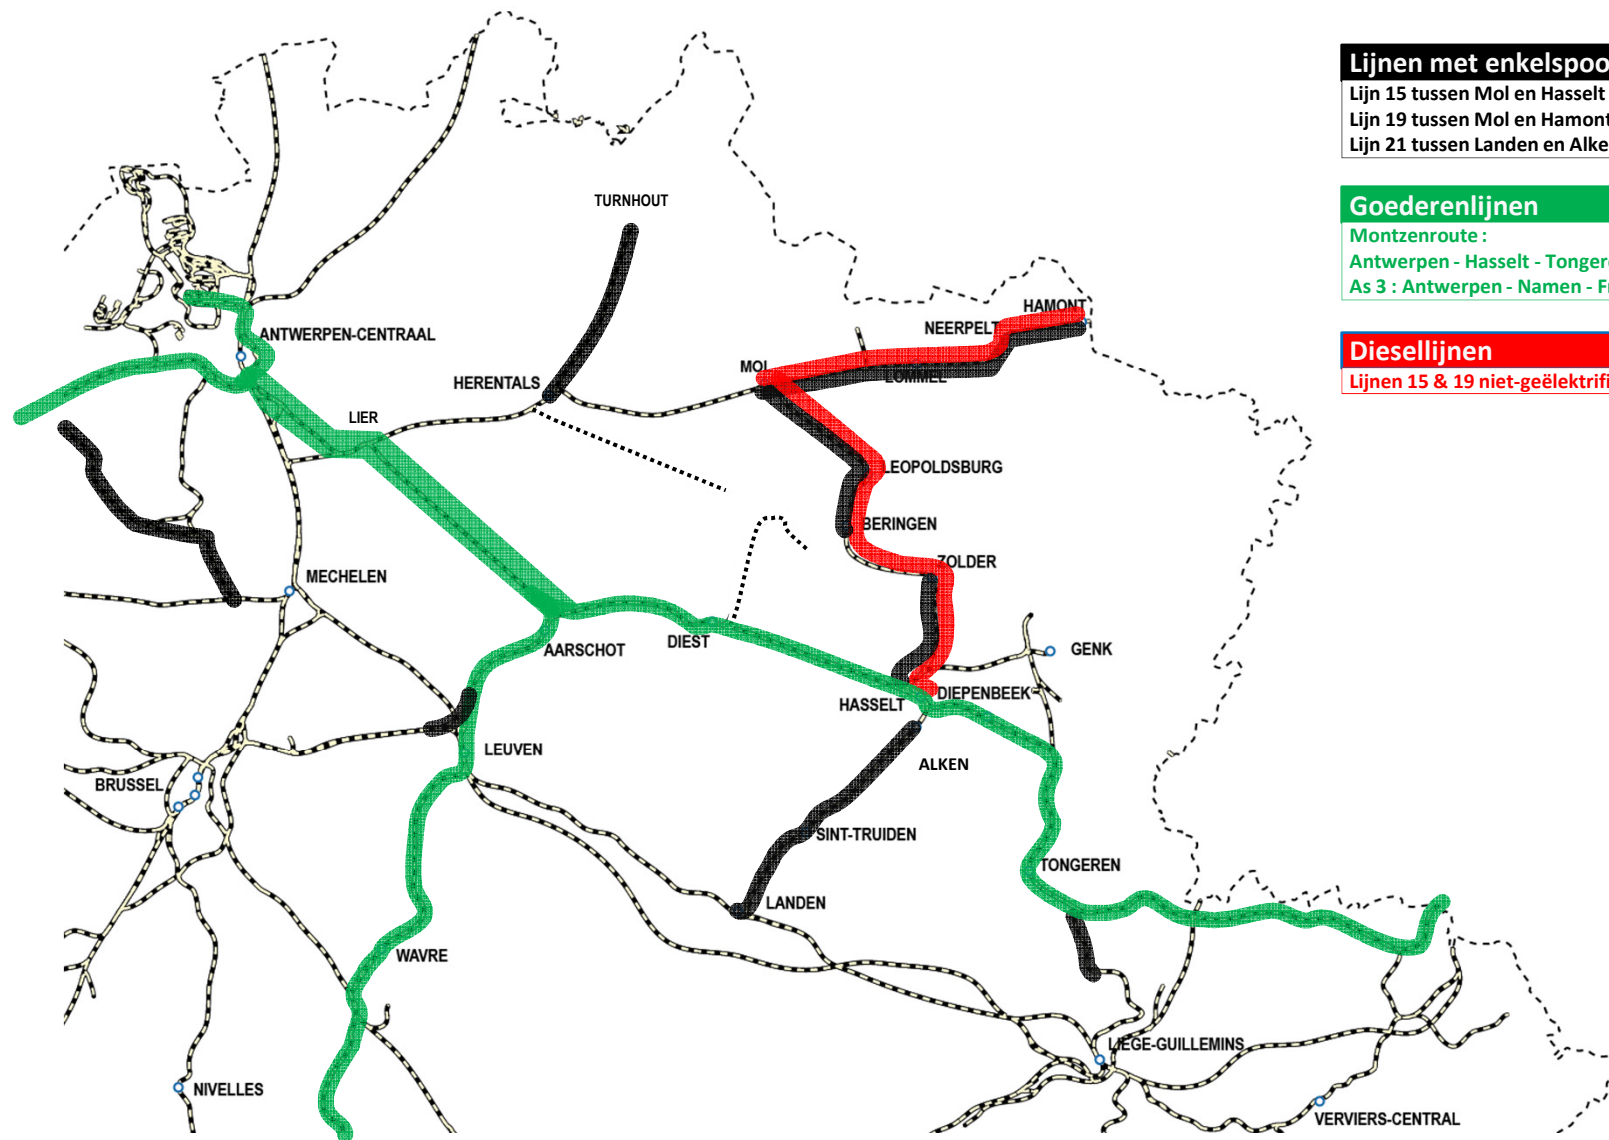 Lijnen met enkelspoo
Lijn 15 tussen Mol en Hasselt
Lijn 19 tussen Mol en Hamont
Lijn 21 tussen Landen en Alke
TURNHOUT
Goederenlijnen
Montzenroute :
Antwerpen - Hasselt - Tongere
As 3 : Antwerpen - Namen - Fr
HAMONT
NEERPELT
ANTWERPEN-CENTRAAL
Diesellijnen
Lijnen 15 & 19 niet-geëlektrifi
MOL
HERENTALS
LOMMEL
LIER
LEOPOLDSBURG
BERINGEN
ZOLDER
MECHELEN
DIEST
AARSCHOT
GENK
DIEPENBEEK
HASSELT
LEUVEN
ALKEN
BRUSSEL
SINT-TRUIDEN
TONGEREN
LANDEN
WAVRE
LIEGE-GUILLEMINS
NIVELLES
VERVIERS-CENTRAL